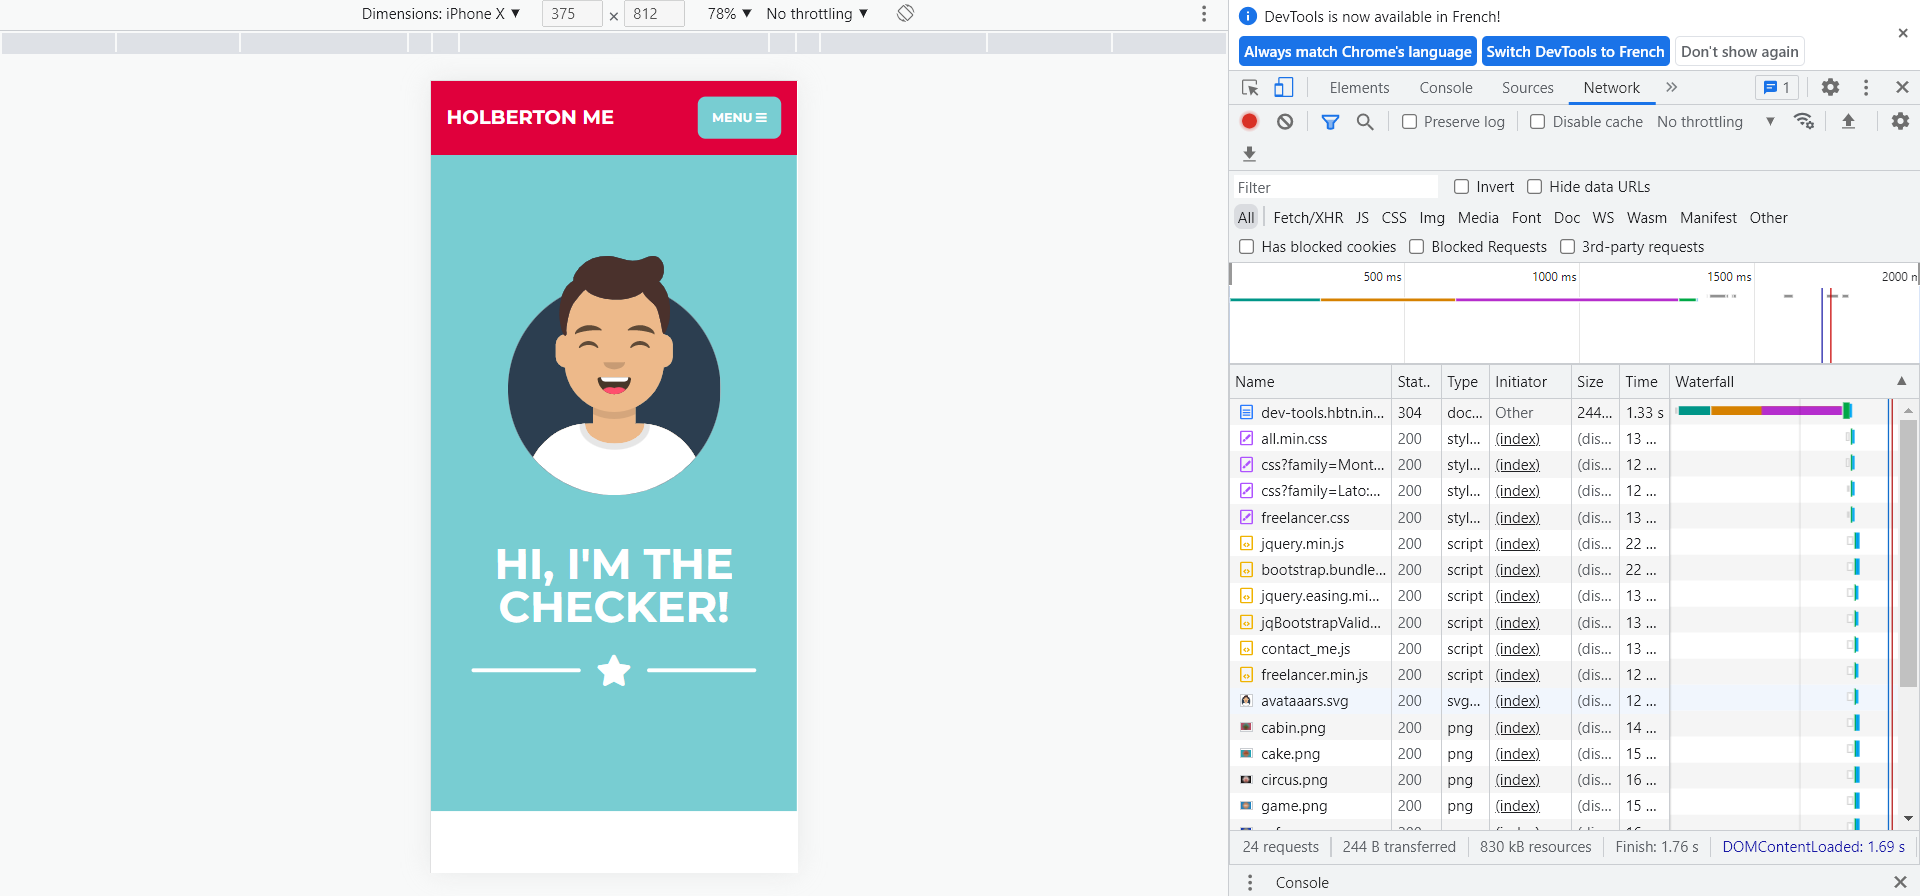 Dimensions: iPhone X ▼ 375 × 812 78% ▼ No throttling ▼
HOLBERTON ME
MENU
HI, I'M THE
CHECKER!
DevTools is now available in French!
Always match Chrome's language Switch DevTools to French Don't show again
Elements Console Sources Network » 1
Preserve log Disable cache No throttling ▼
Filter Invert Hide data URLs
All Fetch/XHR JS CSS Img Media Font Doc WS Wasm Manifest Other
Has blocked cookies Blocked Requests 3rd-party requests
500 ms 1000 ms 1500 ms 2000 n
Name Stat.. Type Initiator Size Time Waterfall ▲
dev-tools.hbtn.in... 304 doc... Other 244... 1.33 s
all.min.css 200 styl... (index) (dis... 13 ...
css?family=Mont... 200 styl... (index) (dis... 12 ...
css?family=Lato:... 200 styl... (index) (dis... 12 ...
freelancer.css 200 styl... (index) (dis... 13 ...
jquery.min.js 200 script (index) (dis... 22 ...
bootstrap.bundle... 200 script (index) (dis... 22 ...
jquery.easing.mi... 200 script (index) (dis... 13 ...
jqBootstrapValid... 200 script (index) (dis... 13 ...
contact_me.js 200 script (index) (dis... 13 ...
freelancer.min.js 200 script (index) (dis... 12 ...
avataaars.svg 200 svg... (index) (dis... 12 ...
cabin.png 200 png (index) (dis... 14 ...
cake.png 200 png (index) (dis... 15 ...
circus.png 200 png (index) (dis... 16 ...
game.png 200 png (index) (dis... 15 ...
24 requests 244 B transferred 830 kB resources Finish: 1.76 s DOMContentLoaded: 1.69 s
Console